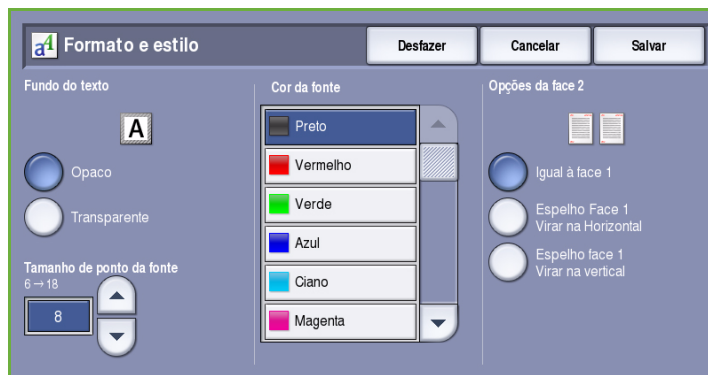 Formato e estilo
Desfazer
Cancelar
Salvar
Fundo do texto
A
Opaco
Transparente
Tamanho de ponto da fonte
6→18
8
Cor da fonte
Preto
Vermelho
Verde
Azul
Ciano
Magenta
Opções da face 2
Igual à face 1
Espelho Face 1
Virar na Horizontal
Espelho face 1
Virar na vertical